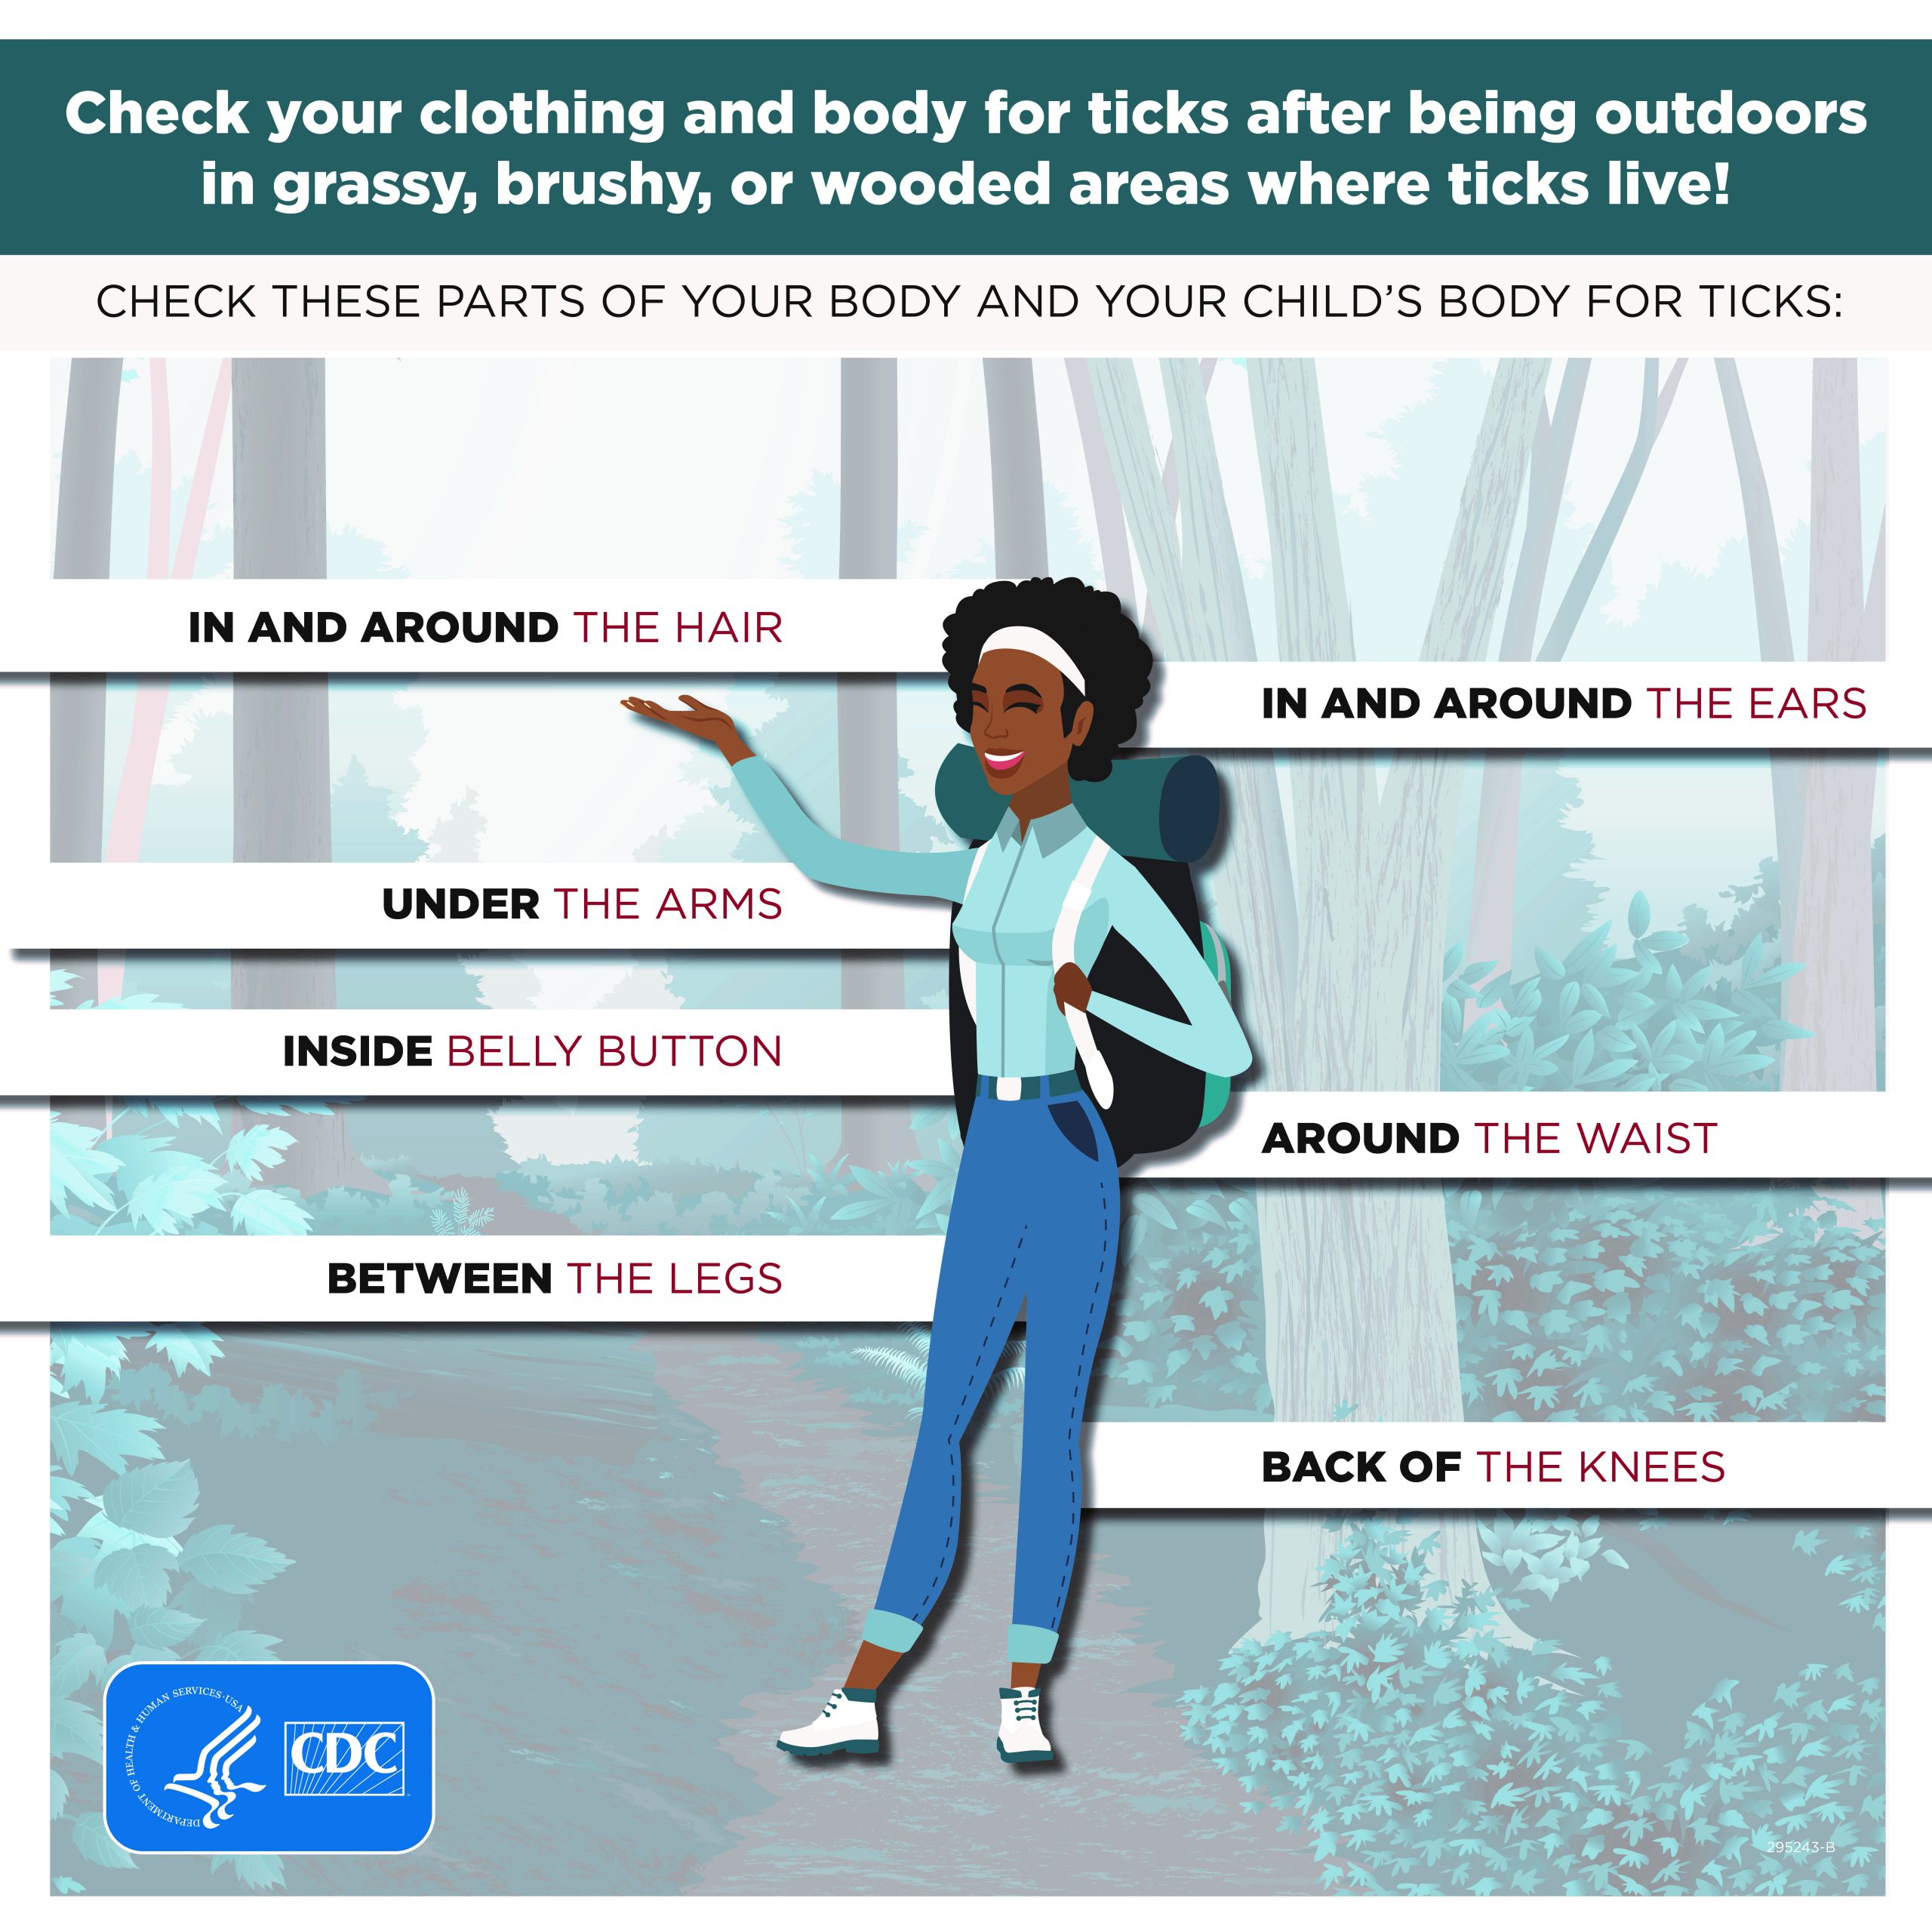 Check your clothing and body for ticks after being outdoors
in grassy, brushy, or wooded areas where ticks live!
CHECK THESE PARTS OF YOUR BODY AND YOUR CHILD’S BODY FOR TICKS:
IN AND AROUND THE HAIR
IN AND AROUND THE EARS
UNDER THE ARMS
INSIDE BELLY BUTTON
AROUND THE WAIST
BETWEEN THE LEGS
BACK OF THE KNEES
DEPARTMENT OF HEALTH & HUMAN SERVICES·USA
CDC
295243-B